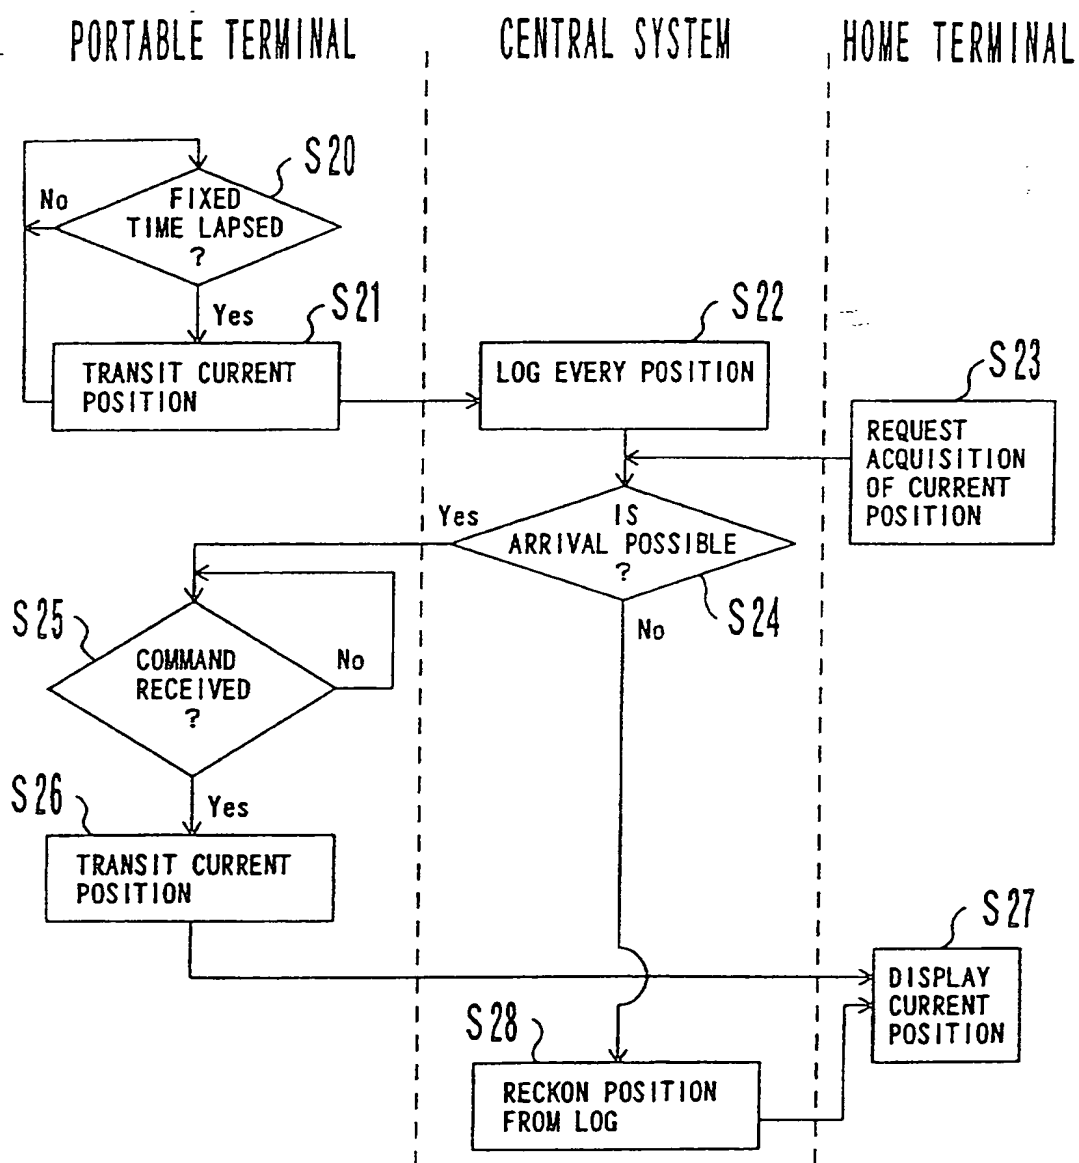 PORTABLE TERMINAL
CENTRAL SYSTEM
HOME TERMINAL
S20
No
FIXED
TIME LAPSED
?
Yes
S21
TRANSIT CURRENT
POSITION
S22
LOG EVERY POSITION
S23
REQUEST
ACQUISITION
OF CURRENT
POSITION
Yes
IS
ARRIVAL POSSIBLE
?
S24
No
S25
COMMAND
RECEIVED
?
No
Yes
S26
TRANSIT CURRENT
POSITION
S27
DISPLAY
CURRENT
POSITION
S28
RECKON POSITION
FROM LOG